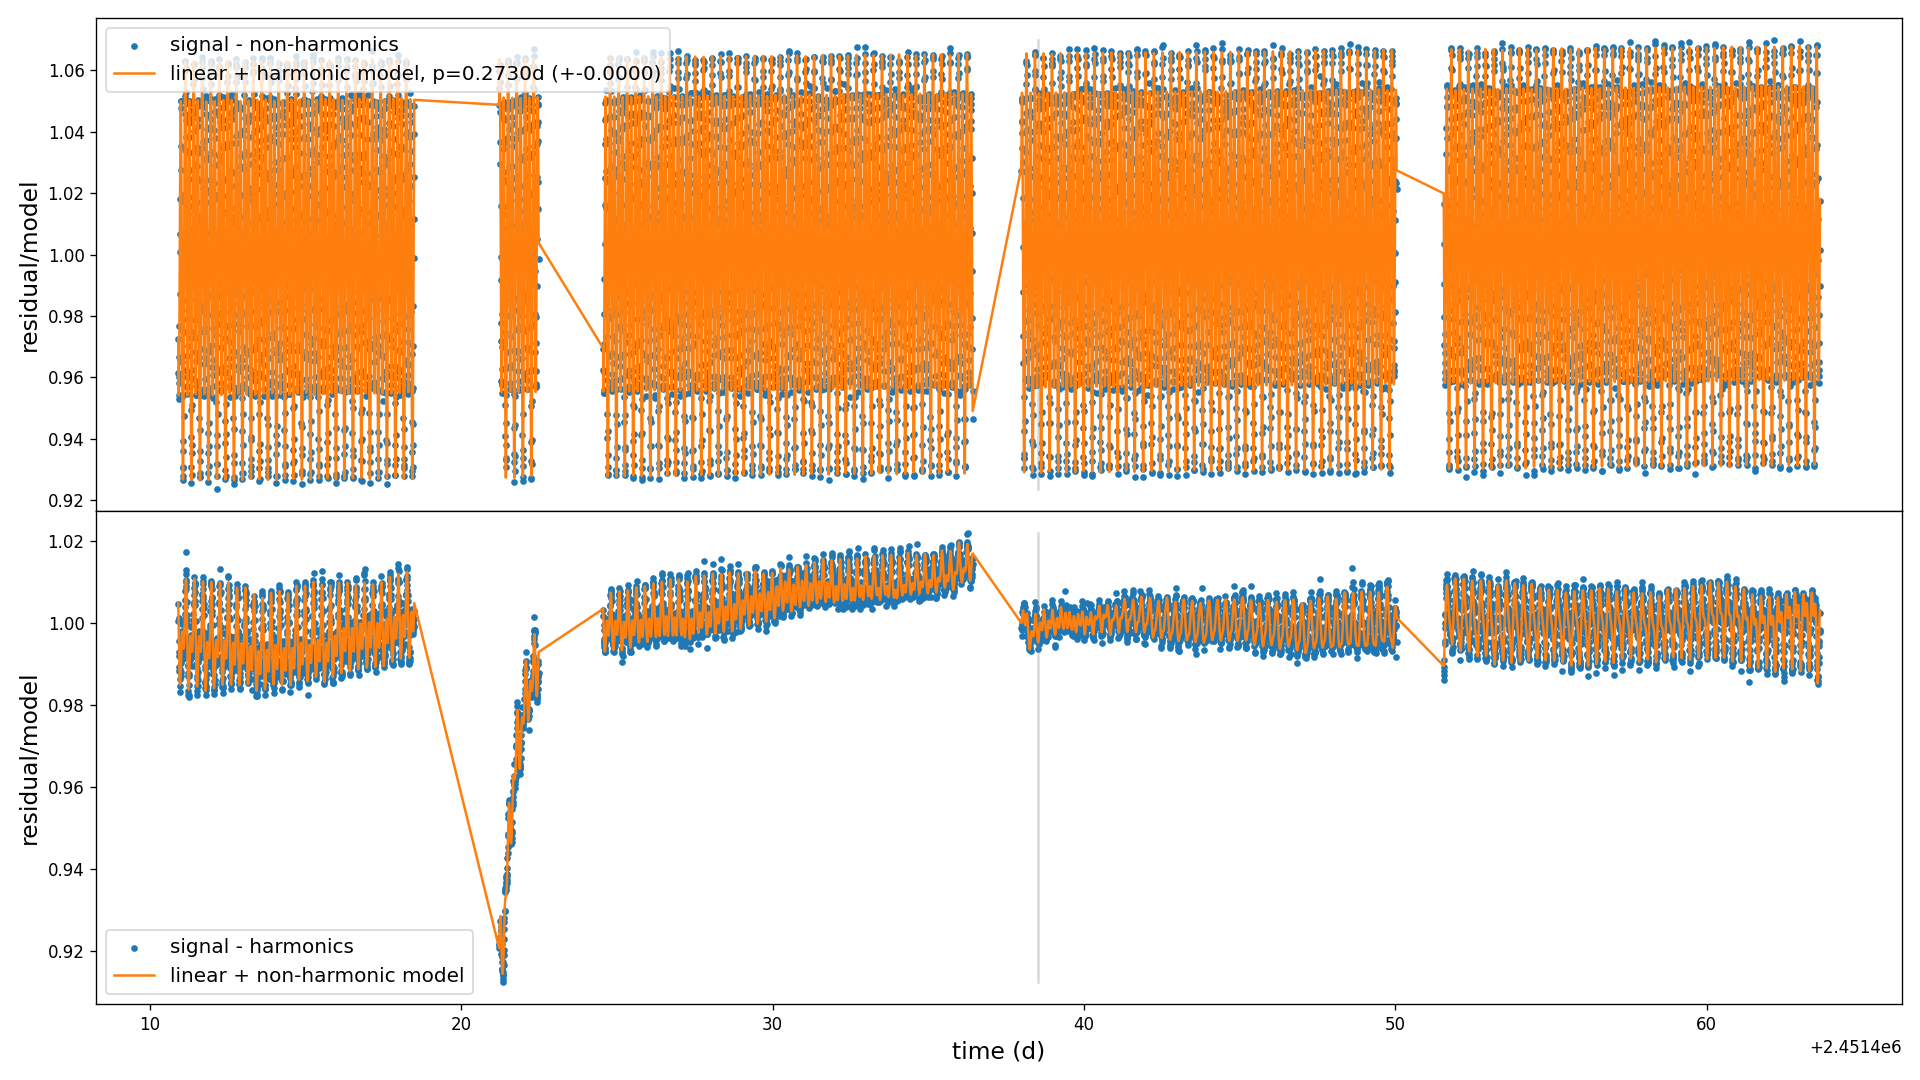 signal - non-harmonics
linear + harmonic model, p=0.2730d (+-0.0000)
1.06
1.04
1.02
1.00
0.98
0.96
0.94
0.92
residual/model
1.02
1.00
0.98
0.96
0.94
0.92
residual/model
signal - harmonics
linear + non-harmonic model
10 20 30 40 50 60
time (d)
+2.4514e6